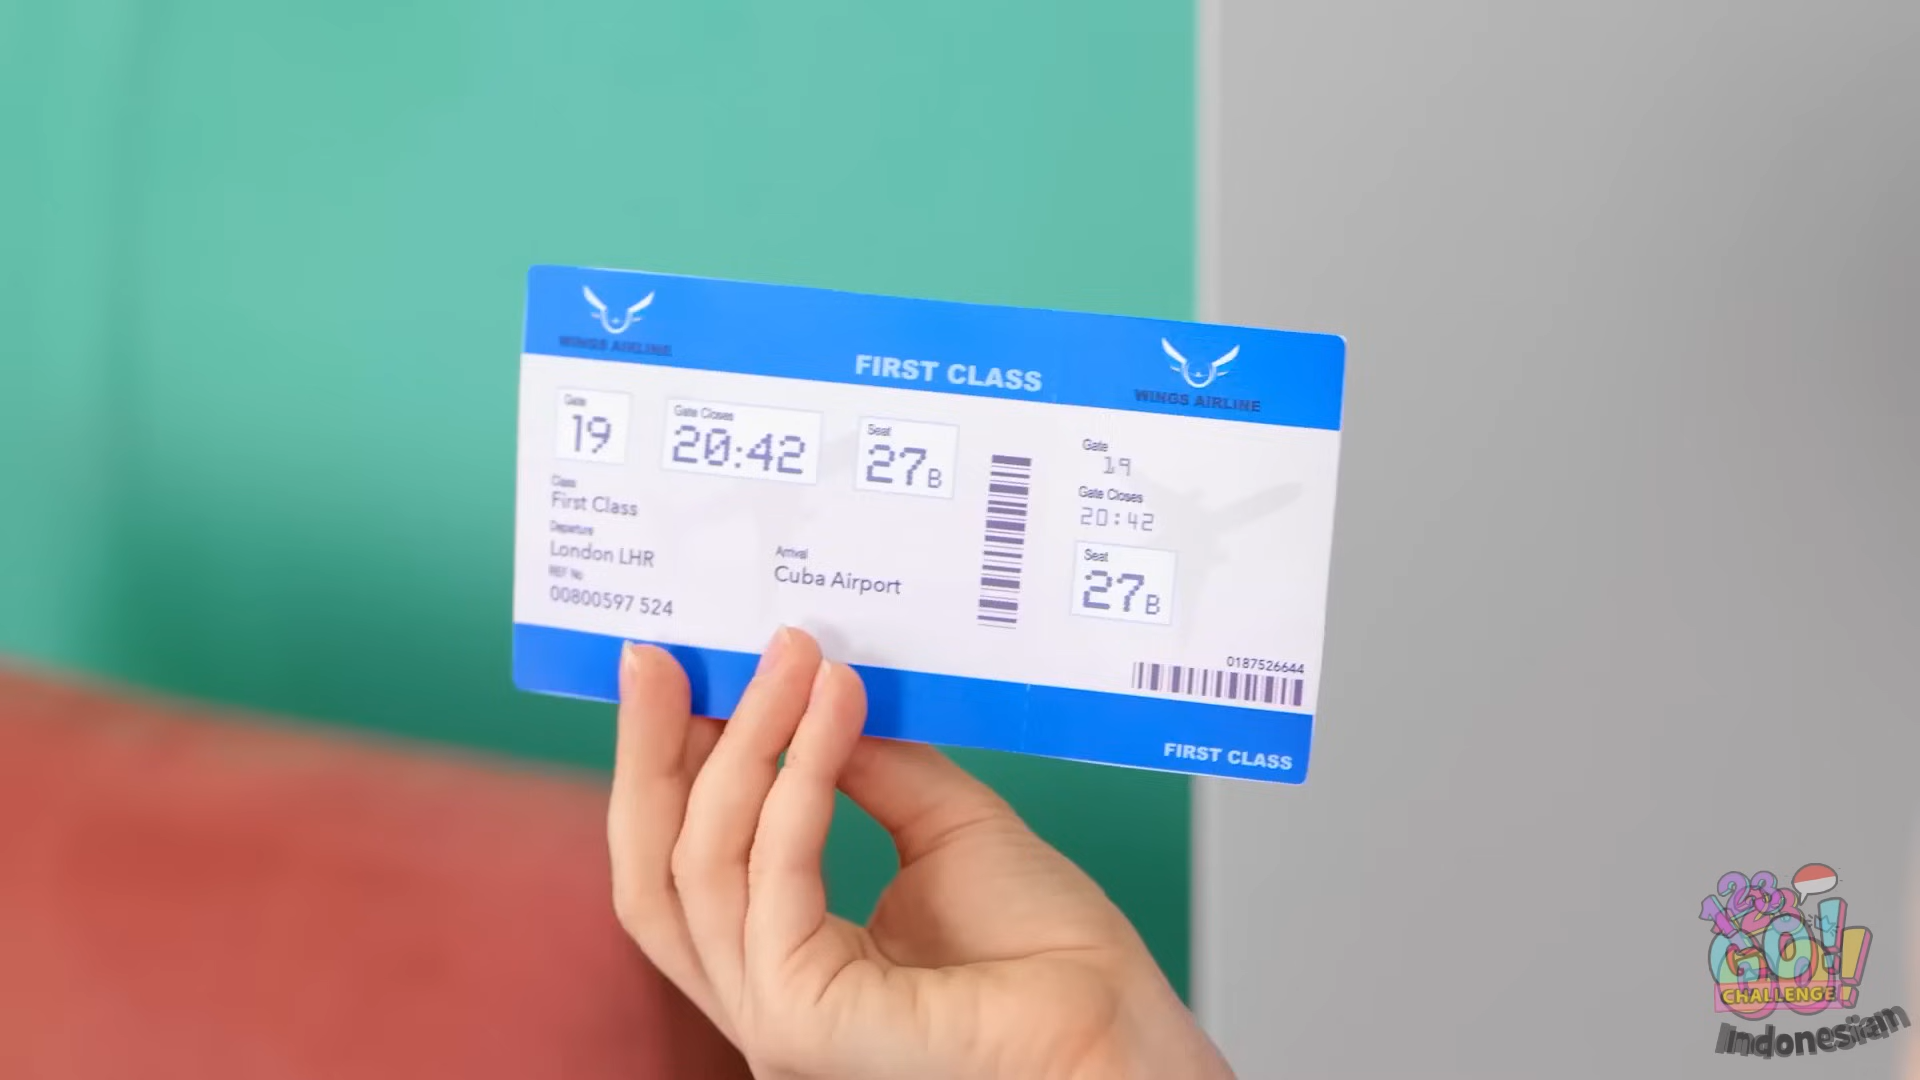 WINGS AIRLINE
FIRST CLASS
WINGS AIRLINE
Gate
19
Gate Closes
20:42
Seat
27B
Class
First Class
Departure
London LHR
REF No
00800597 524
Arrival
Cuba Airport
Gate
19
Gate Closes
20:42
Seat
27B
0187526644
FIRST CLASS
123 GO!
CHALLENGE!
Indonesian